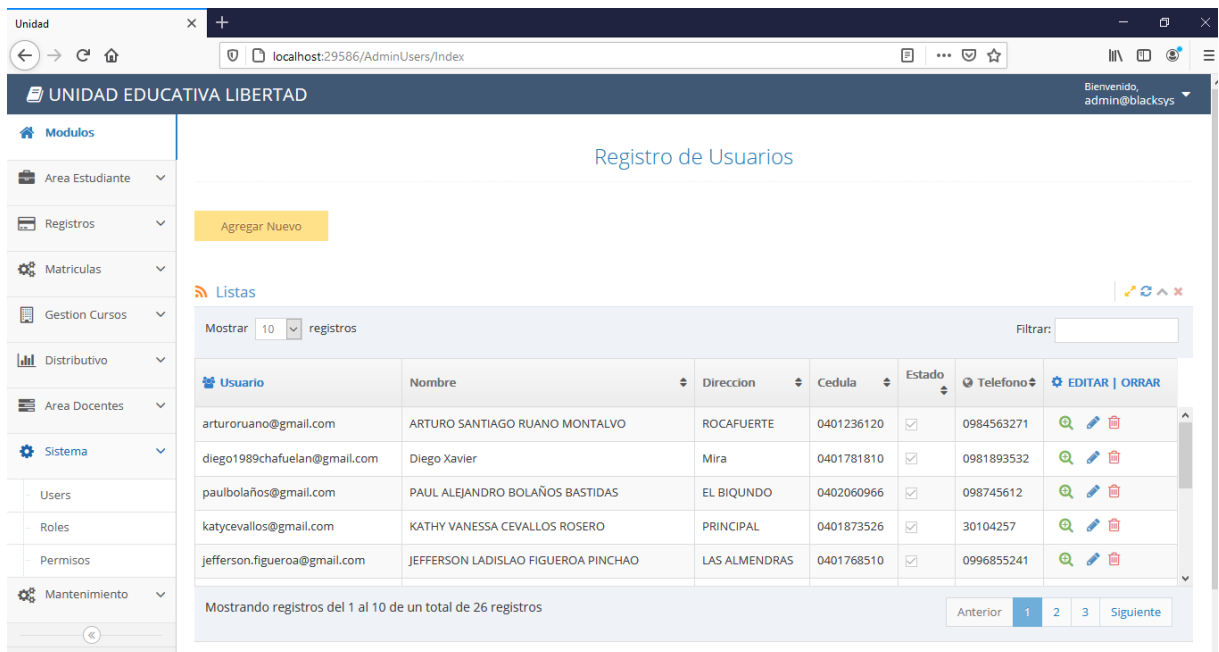 Unidad
localhost:29586/AdminUsers/Index
UNIDAD EDUCATIVA LIBERTAD
Bienvenido,
admin@blacksys
Modulos
Area Estudiante
Registros
Matriculas
Gestion Cursos
Distributivo
Area Docentes
Sistema
Users
Roles
Permisos
Mantenimiento
Registro de Usuarios
Agregar Nuevo
Listas
Mostrar 10 registros
Filtrar:
Usuario Nombre Direccion Cedula Estado Telefono EDITAR | ORRAR
arturoruano@gmail.com ARTURO SANTIAGO RUANO MONTALVO ROCAFUERTE 0401236120 0984563271
diego1989chafuelan@gmail.com Diego Xavier Mira 0401781810 0981893532
paulbolaños@gmail.com PAUL ALEJANDRO BOLAÑOS BASTIDAS EL BIQUNDO 0402060966 098745612
katycevallos@gmail.com KATHY VANESSA CEVALLOS ROSERO PRINCIPAL 0401873526 30104257
jefferson.figueroa@gmail.com JEFFERSON LADISLAO FIGUEROA PINCHAO LAS ALMENDRAS 0401768510 0996855241
Mostrando registros del 1 al 10 de un total de 26 registros
Anterior 1 2 3 Siguiente